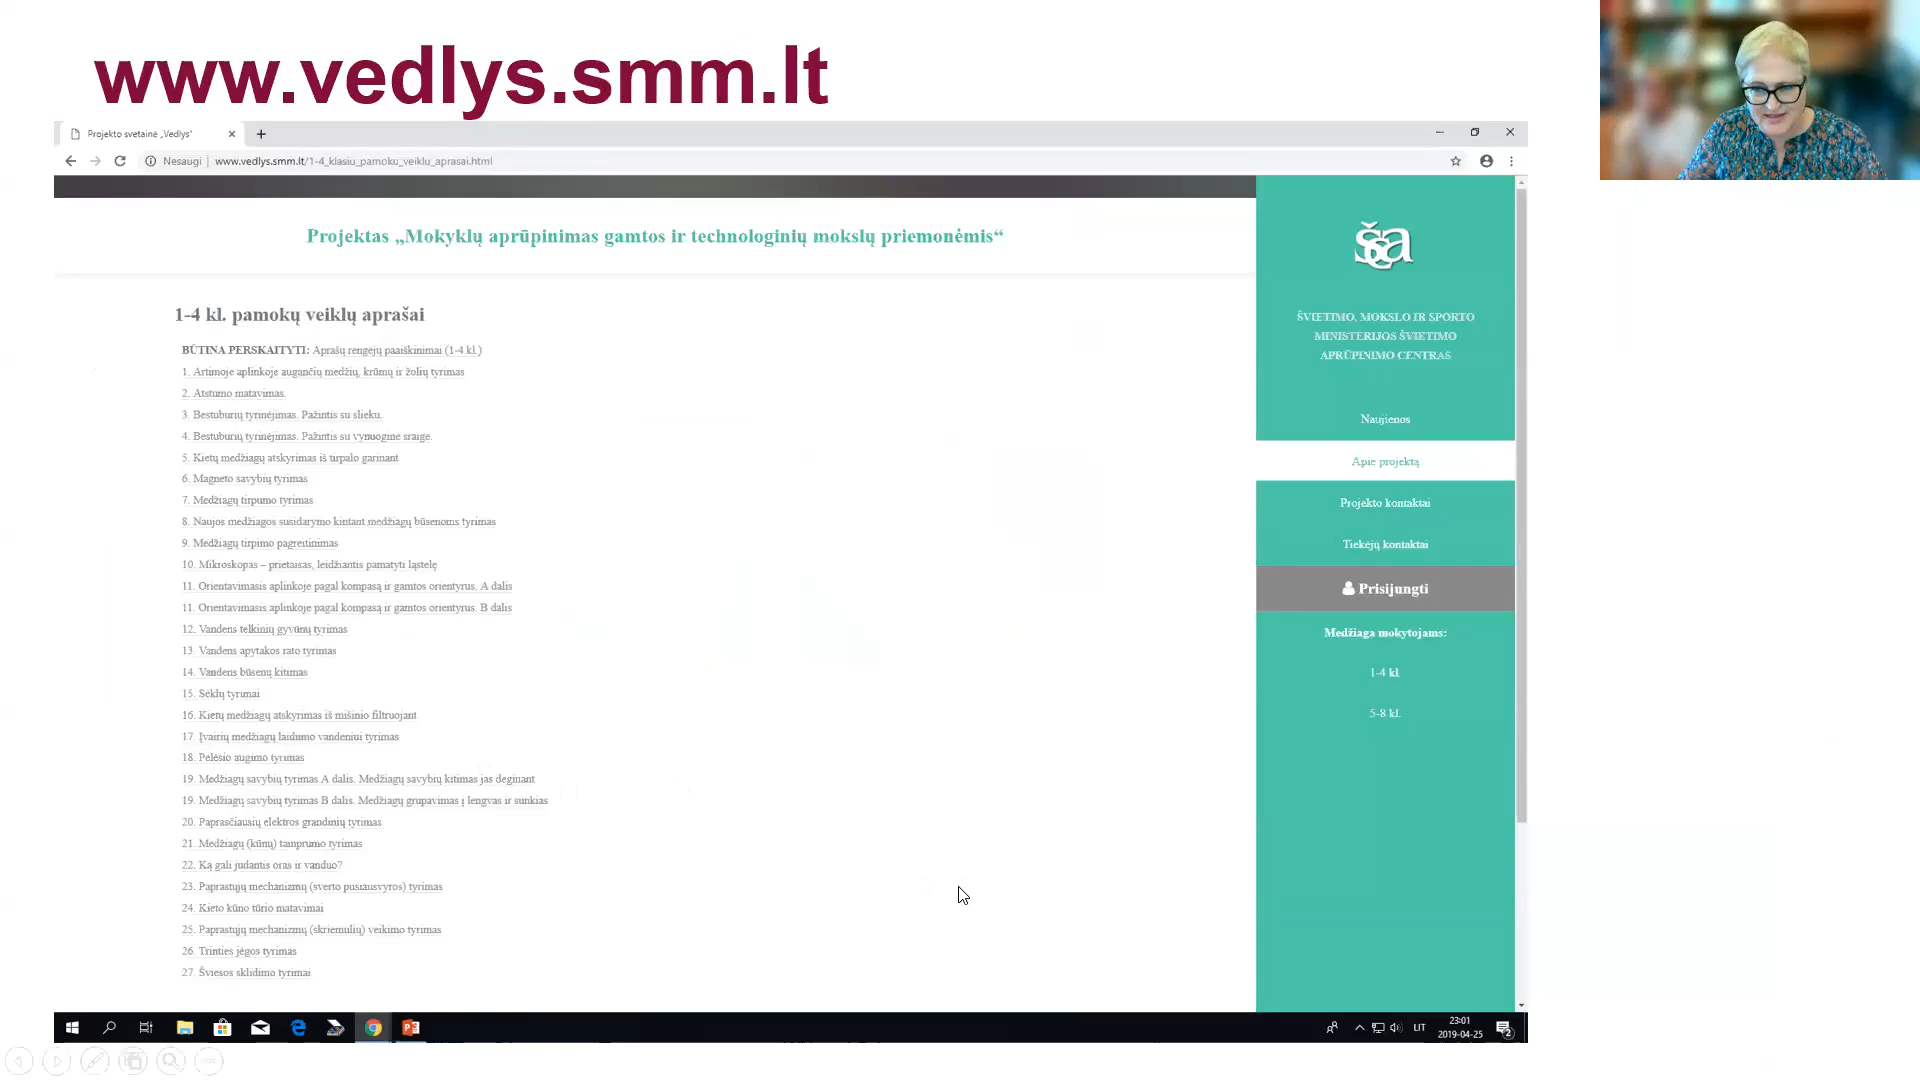 www.vedlys.smm.lt
Projekto svetainė „Vedlys"
Nesaugi | www.vedlys.smm.lt/1-4_klasiu_pamoku_veiklu_aprasai.html
Projektas „Mokyklų aprūpinimas gamtos ir technologinių mokslų priemonėmis“
1-4 kl. pamokų veiklų aprašai
BŪTINA PERSKAITYTI: Aprašų rengėjų paaiškinimai (1-4 kl.)
1. Artimoje aplinkoje augančių medžių, krūmų ir žolių tyrimas
2. Atstumo matavimas.
3. Bestuburių tyrinėjimas. Pažintis su slieku.
4. Bestuburių tyrinėjimas. Pažintis su vynuogine sraige.
5. Kietų medžiagų atskyrimas iš tirpalo garinant
6. Magneto savybių tyrimas
7. Medžiagų tirpumo tyrimas
8. Naujos medžiagos susidarymo kintant medžiagų būsenoms tyrimas
9. Medžiagų tirpimo pagreitinimas
10. Mikroskopas – prietaisas, leidžiantis pamatyti ląstelę
11. Orientavimasis aplinkoje pagal kompasą ir gamtos orientyrus. A dalis
11. Orientavimasis aplinkoje pagal kompasą ir gamtos orientyrus. B dalis
12. Vandens telkinių gyvūnų tyrimas
13. Vandens apytakos rato tyrimas
14. Vandens būsenų kitimas
15. Sėklų tyrimai
16. Kietų medžiagų atskyrimas iš mišinio filtruojant
17. Įvairių medžiagų laidumo vandeniui tyrimas
18. Pelėsio augimo tyrimas
19. Medžiagų savybių tyrimas A dalis. Medžiagų savybių kitimas jas deginant
19. Medžiagų savybių tyrimas B dalis. Medžiagų grupavimas į lengvas ir sunkias
20. Paprasčiausių elektros grandinių tyrimas
21. Medžiagų (kūnų) tamprumo tyrimas
22. Ką gali judantis oras ir vanduo?
23. Paprastųjų mechanizmų (sverto pusiausvyros) tyrimas
24. Kieto kūno tūrio matavimai
25. Paprastųjų mechanizmų (skriemulių) veikimo tyrimas
26. Trinties jėgos tyrimas
27. Šviesos sklidimo tyrimai
šac
ŠVIETIMO, MOKSLO IR SPORTO
MINISTERIJOS ŠVIETIMO
APRŪPINIMO CENTRAS
Naujienos
Apie projektą
Projekto kontaktai
Tiekėjų kontaktai
Prisijungti
Medžiaga mokytojams:
1-4 kl.
5-8 kl.
LIT
23:01
2019-04-25
2